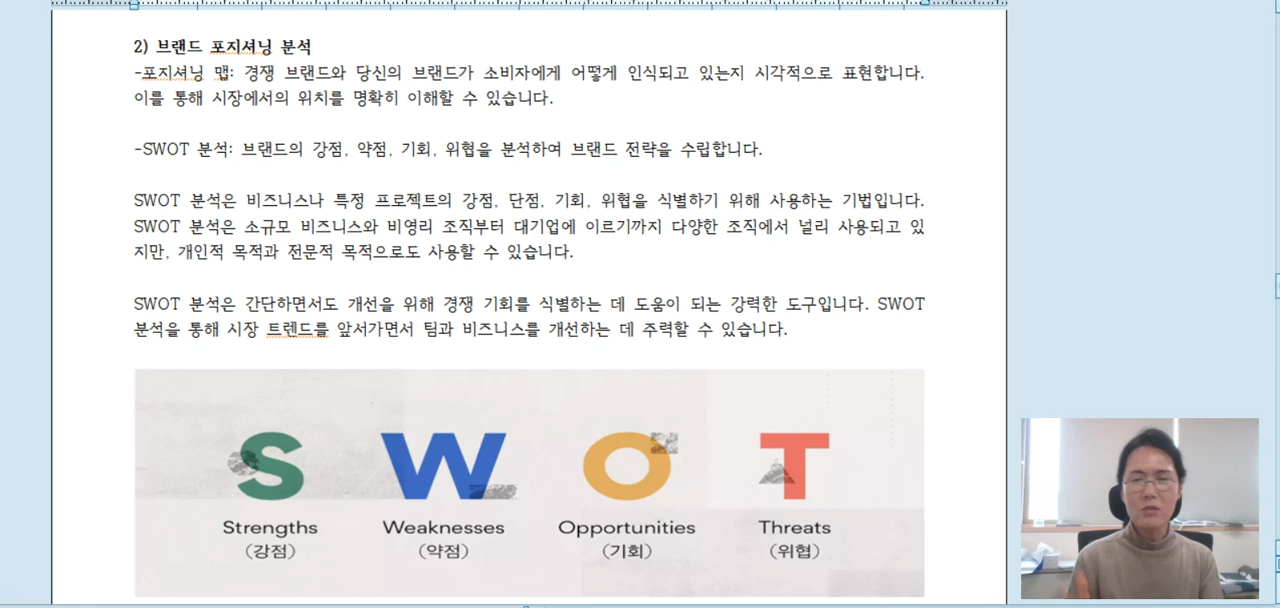 2) 브랜드 포지셔닝 분석
-포지셔닝 맵: 경쟁 브랜드와 당신의 브랜드가 소비자에게 어떻게 인식되고 있는지 시각적으로 표현합니다.
이를 통해 시장에서의 위치를 명확히 이해할 수 있습니다.
-SWOT 분석: 브랜드의 강점, 약점, 기회, 위협을 분석하여 브랜드 전략을 수립합니다.
SWOT 분석은 비즈니스나 특정 프로젝트의 강점, 단점, 기회, 위협을 식별하기 위해 사용하는 기법입니다.
SWOT 분석은 소규모 비즈니스와 비영리 조직부터 대기업에 이르기까지 다양한 조직에서 널리 사용되고 있
지만, 개인적 목적과 전문적 목적으로도 사용할 수 있습니다.
SWOT 분석은 간단하면서도 개선을 위해 경쟁 기회를 식별하는 데 도움이 되는 강력한 도구입니다. SWOT
분석을 통해 시장 트렌드를 앞서가면서 팀과 비즈니스를 개선하는 데 주력할 수 있습니다.
S W O T
Strengths Weaknesses Opportunities Threats
(강점) (약점) (기회) (위협)